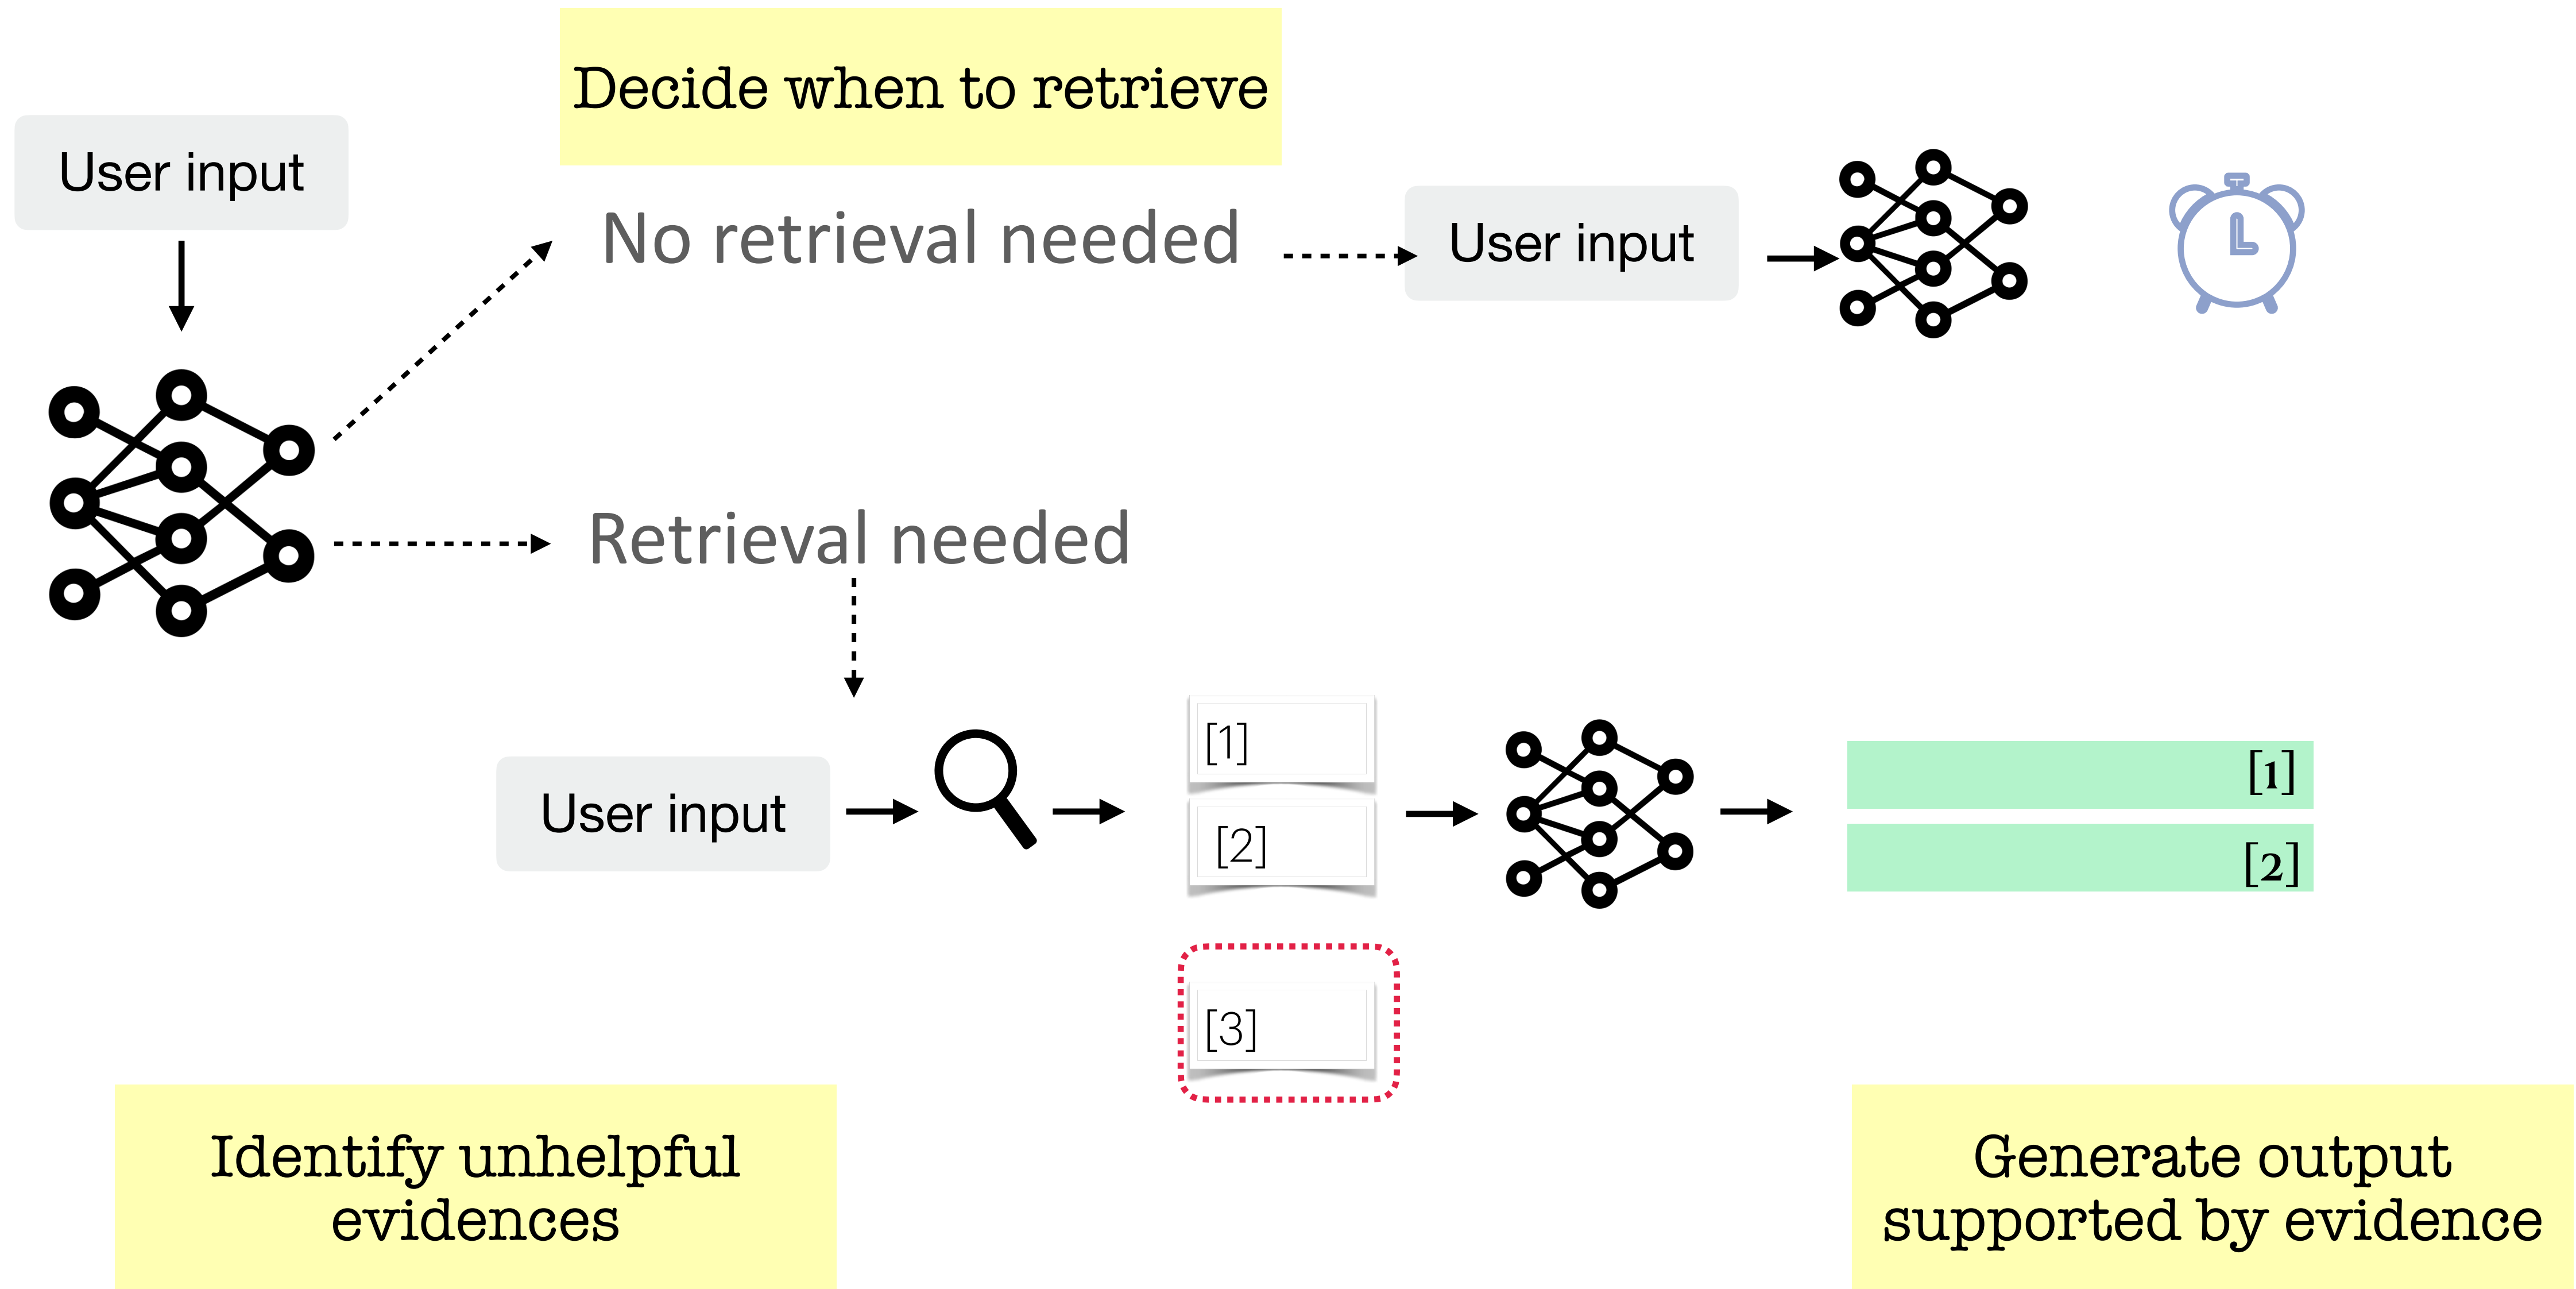 Decide when to retrieve
User input
No retrieval needed
User input
Retrieval needed
User input
[1]
[2]
[3]
[1]
[2]
Identify unhelpful
evidences
Generate output
supported by evidence